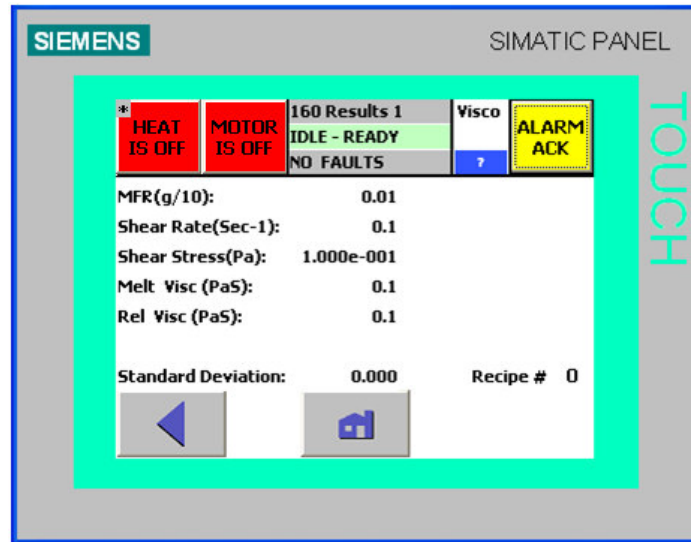 SIEMENS
SIMATIC PANEL
TOUCH
* HEAT
IS OFF
MOTOR
IS OFF
160 Results 1
IDLE - READY
NO FAULTS
Visco
?
ALARM
ACK
MFR(g/10): 0.01
Shear Rate(Sec-1): 0.1
Shear Stress(Pa): 1.000e-001
Melt Visc (PaS): 0.1
Rel Visc (PaS): 0.1
Standard Deviation: 0.000 Recipe # 0